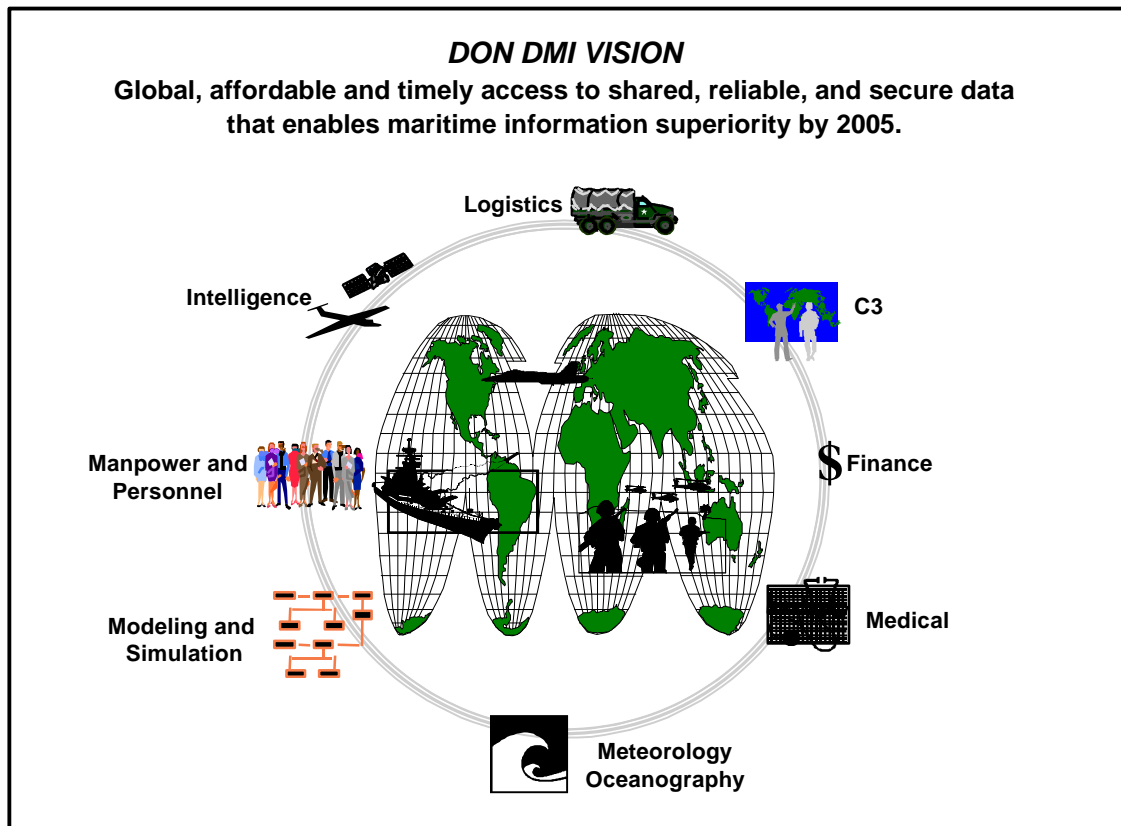 DON DMI VISION
Global, affordable and timely access to shared, reliable, and secure data
that enables maritime information superiority by 2005.
Logistics
Intelligence
C3
Manpower and
Personnel
$ Finance
Modeling and
Simulation
Medical
Meteorology
Oceanography